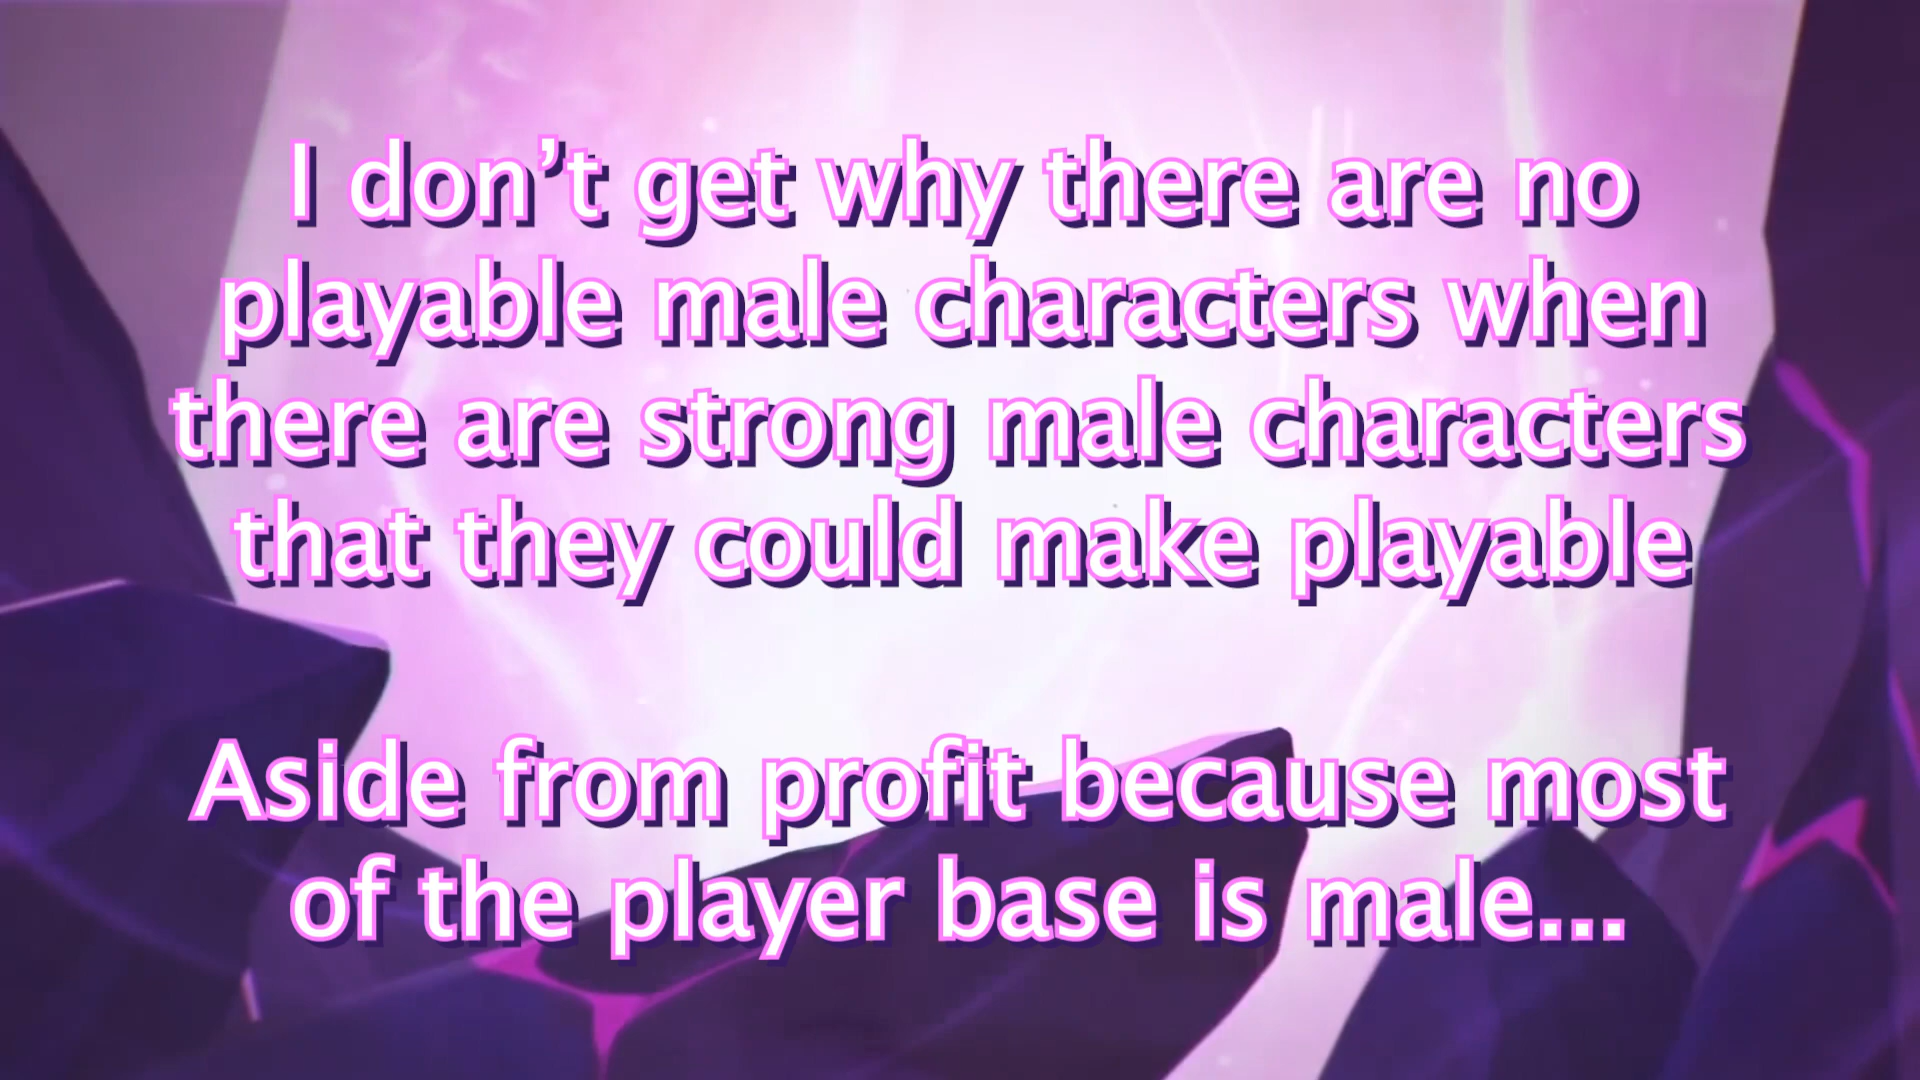 I don’t get why there are no
playable male characters when
there are strong male characters
that they could make playable
Aside from profit because most
of the player base is male...